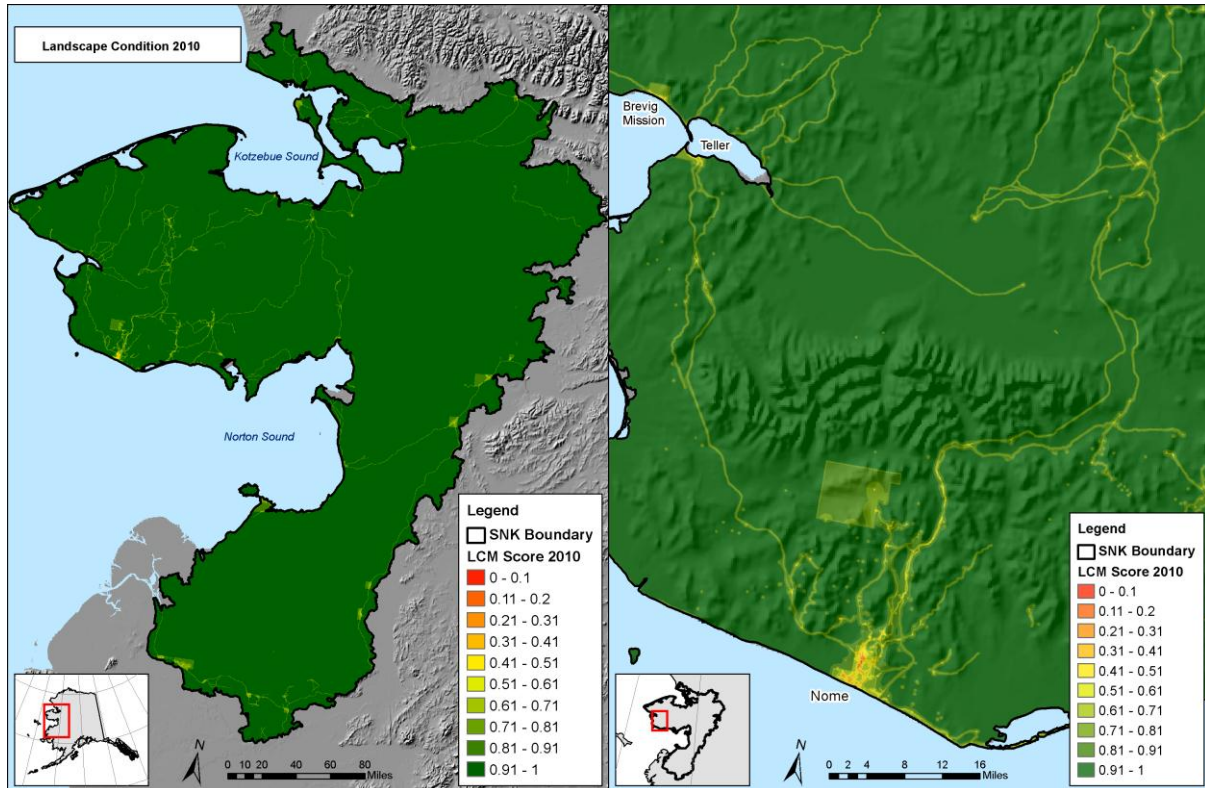 Landscape Condition 2010
Kotzebue Sound
Norton Sound
Legend
SNK Boundary
LCM Score 2010
0 - 0.1
0.11 - 0.2
0.21 - 0.31
0.31 - 0.41
0.41 - 0.51
0.51 - 0.61
0.61 - 0.71
0.71 - 0.81
0.81 - 0.91
0.91 - 1
N
0 10 20 40 60 80
Miles
Brevig
Mission
Teller
Nome
Legend
SNK Boundary
LCM Score 2010
0 - 0.1
0.11 - 0.2
0.21 - 0.31
0.31 - 0.41
0.41 - 0.51
0.51 - 0.61
0.61 - 0.71
0.71 - 0.81
0.81 - 0.91
0.91 - 1
N
0 2 4 8 12 16
Miles